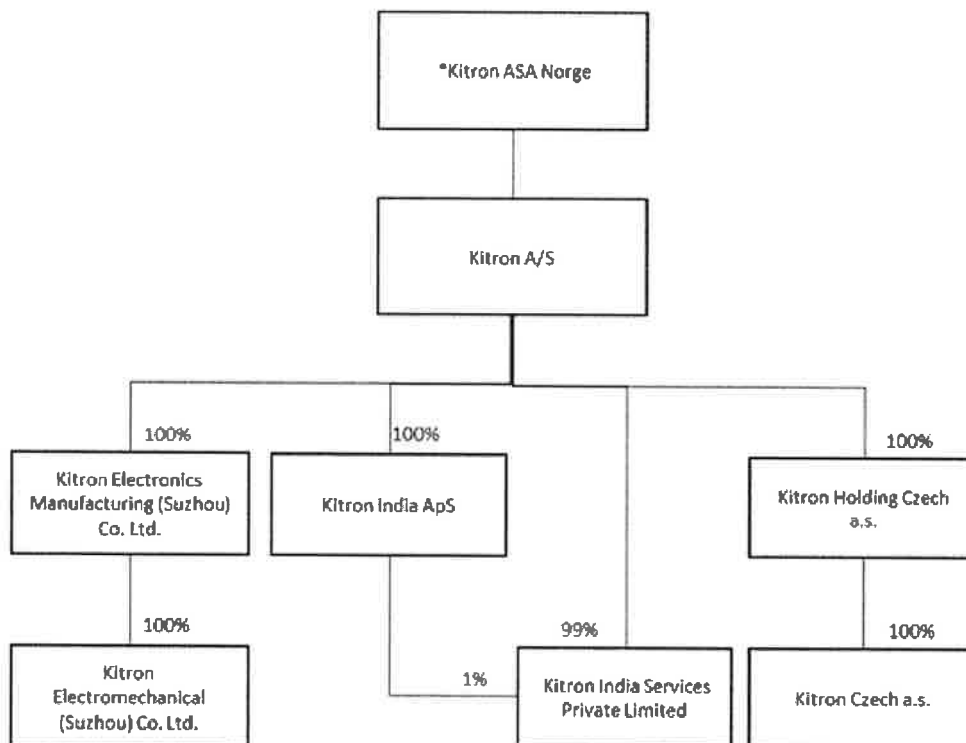 *Kitron ASA Norge
Kitron A/S
100%
100%
100%
Kitron Electronics
Manufacturing (Suzhou)
Co. Ltd.
Kitron India ApS
Kitron Holding Czech
a.s.
100%
99%
100%
1%
Kitron
Electromechanical
(Suzhou) Co. Ltd.
Kitron India Services
Private Limited
Kitron Czech a.s.